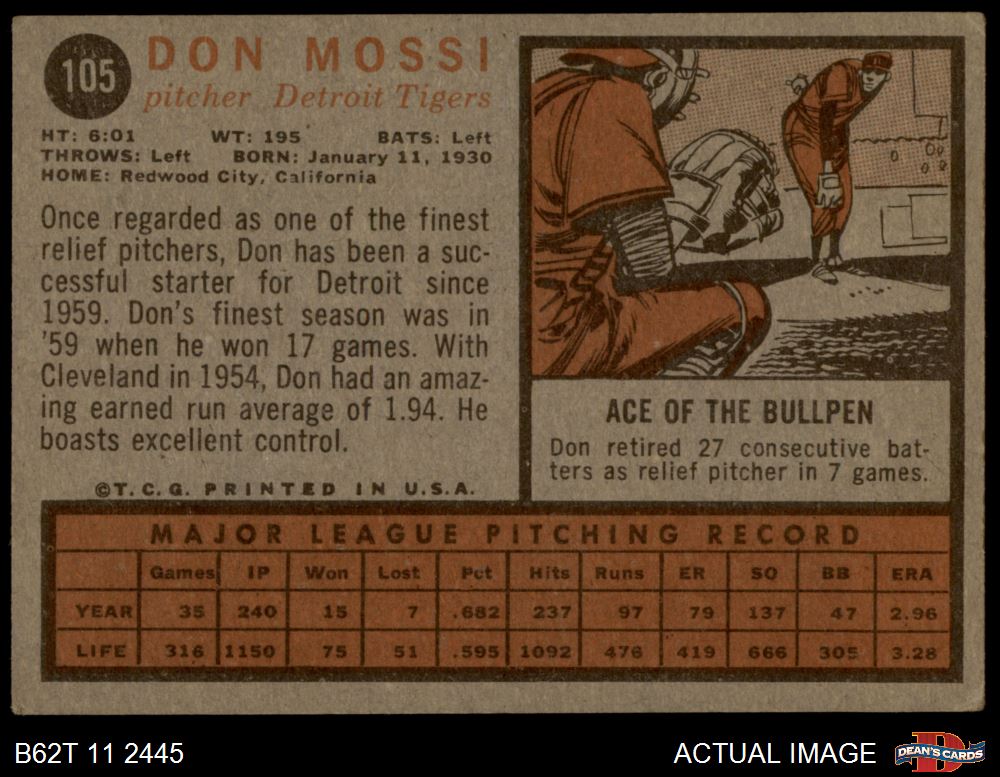 105
DON MOSSI
pitcher Detroit Tigers
HT: 6:01 WT: 195 BATS: Left
THROWS: Left BORN: January 11, 1930
HOME: Redwood City, California
Once regarded as one of the finest
relief pitchers, Don has been a suc-
cessful starter for Detroit since
1959. Don's finest season was in
'59 when he won 17 games. With
Cleveland in 1954, Don had an amaz-
ing earned run average of 1.94. He
boasts excellent control.
©T.C.G. PRINTED IN U.S.A.
ACE OF THE BULLPEN
Don retired 27 consecutive bat-
ters as relief pitcher in 7 games.
MAJOR LEAGUE PITCHING RECORD
Games IP Won Lost Pct Hits Runs ER SO BB ERA
YEAR 35 240 15 7 .682 237 97 79 137 47 2.96
LIFE 316 1150 75 51 .595 1092 476 419 666 305 3.28
B62T 11 2445
ACTUAL IMAGE
D
DEAN'S CARDS